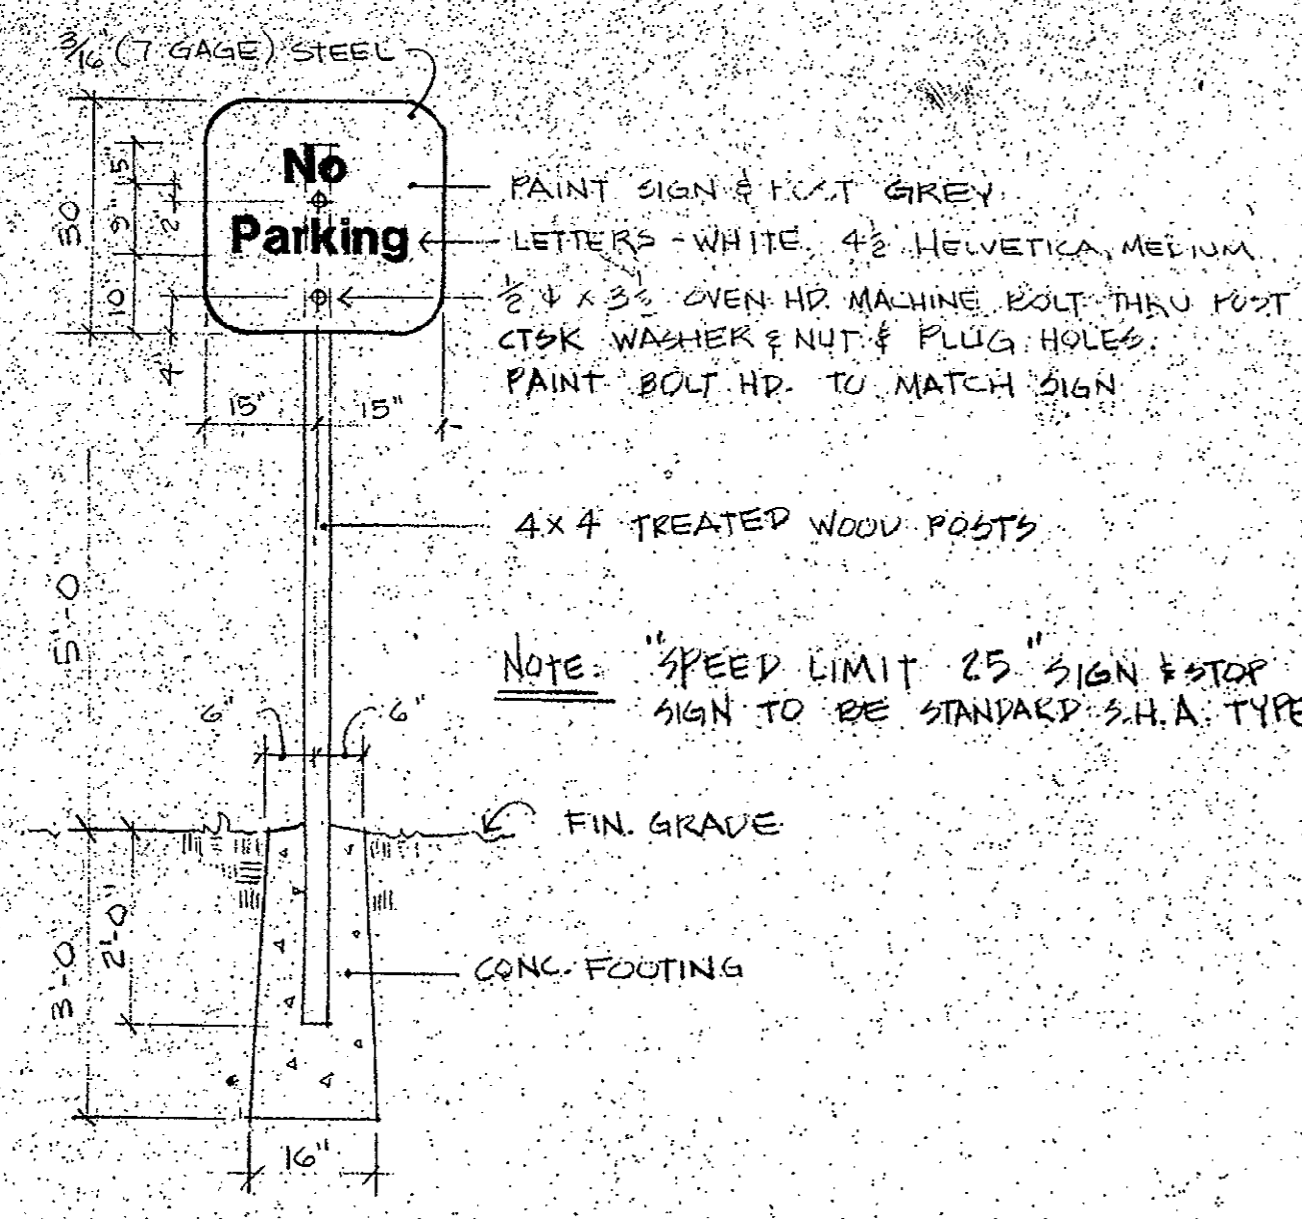 3/16" (7 GAGE) STEEL
No
Parking
30"
5"
9"
2"
10"
4"
15" 15"
PAINT SIGN & POST GREY
LETTERS - WHITE. 4½" HELVETICA MEDIUM
½" ϕ x 3½" OVEN HD. MACHINE BOLT THRU POST
CTSK WASHER & NUT & PLUG HOLES.
PAINT BOLT HD. TO MATCH SIGN
4x4 TREATED WOOD POSTS
5'-0
NOTE: "SPEED LIMIT 25" SIGN & STOP
SIGN TO BE STANDARD S.H.A. TYPE
6" 6"
FIN. GRADE
2'-0"
3'-0
CONC. FOOTING
16"